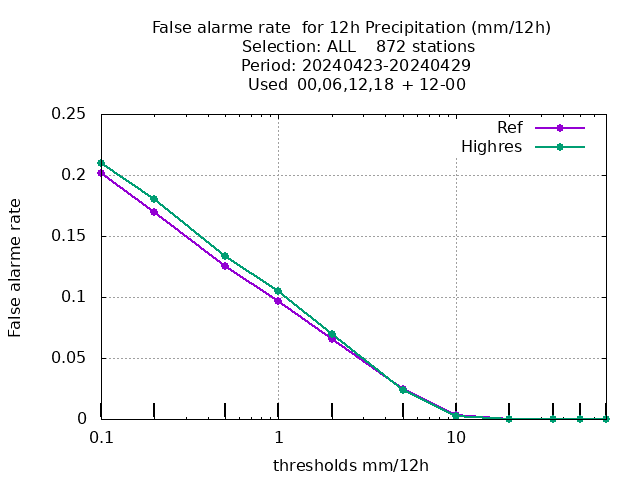 False alarme rate  for 12h Precipitation (mm/12h)
Selection: ALL    872 stations
Period: 20240423-20240429
Used  00,06,12,18  + 12-00
Ref
Highres
0.25
0.2
0.15
0.1
0.05
0
False alarme rate
0.1
1
10
thresholds mm/12h